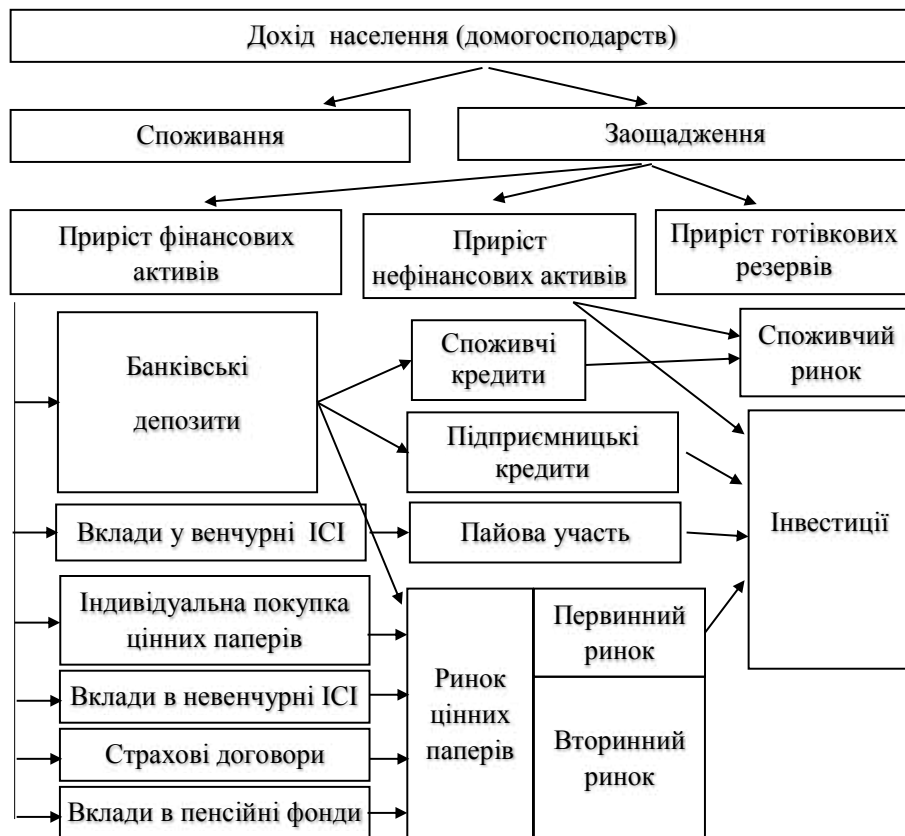 Дохід населення (домогосподарств)
Споживання
Заощадження
Приріст фінансових
активів
Приріст
нефінансових активів
Приріст готівкових
резервів
Банківські
депозити
Споживчі
кредити
Споживчий
ринок
Підприємницькі
кредити
Інвестиції
Вклади у венчурні ІСІ
Пайова участь
Індивідуальна покупка
цінних паперів
Вклади в невенчурні ІСІ
Страхові договори
Вклади в пенсійні фонди
Ринок
цінних
паперів
Первинний
ринок
Вторинний
ринок